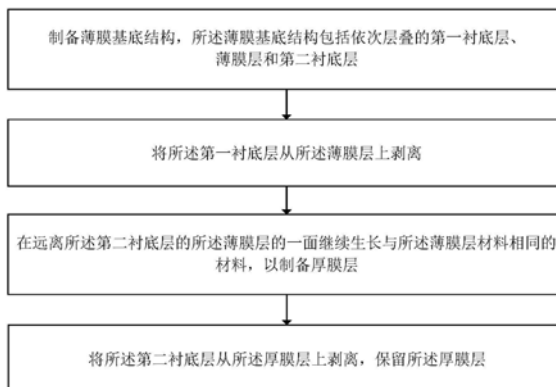 制备薄膜基底结构，所述薄膜基底结构包括依次层叠的第一衬底层、
薄膜层和第二衬底层
将所述第一衬底层从所述薄膜层上剥离
在远离所述第二衬底层的所述薄膜层的一面继续生长与所述薄膜层材料相同的
材料，以制备厚膜层
将所述第二衬底层从所述厚膜层上剥离，保留所述厚膜层